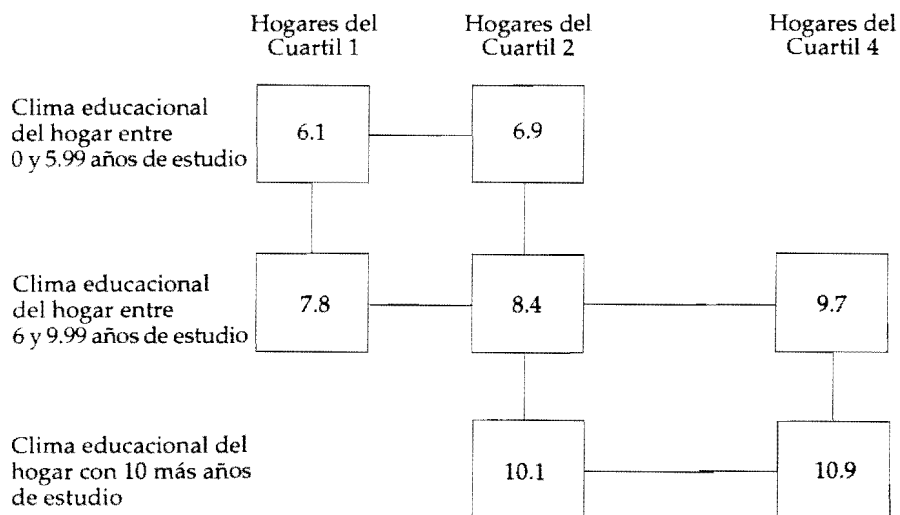 Hogares del
Cuartil 1
Hogares del
Cuartil 2
Hogares del
Cuartil 4
Clima educacional
del hogar entre
0 y 5.99 años de estudio
6.1
6.9
Clima educacional
del hogar entre
6 y 9.99 años de estudio
7.8
8.4
9.7
Clima educacional del
hogar con 10 más años
de estudio
10.1
10.9